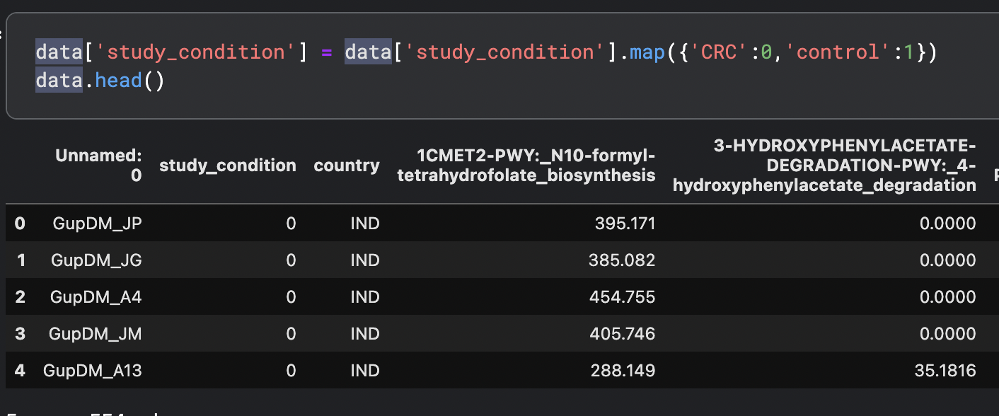 data['study_condition'] = data['study_condition'].map({'CRC':0,'control':1})
data.head()
Unnamed: 0 study_condition country 1CMET2-PWY:_N10-formyl-tetrahydrofolate_biosynthesis 3-HYDROXYPHENYLACETATE-DEGRADATION-PWY:_4-hydroxyphenylacetate_degradation
0 GupDM_JP 0 IND 395.171 0.0000
1 GupDM_JG 0 IND 385.082 0.0000
2 GupDM_A4 0 IND 454.755 0.0000
3 GupDM_JM 0 IND 405.746 0.0000
4 GupDM_A13 0 IND 288.149 35.1816